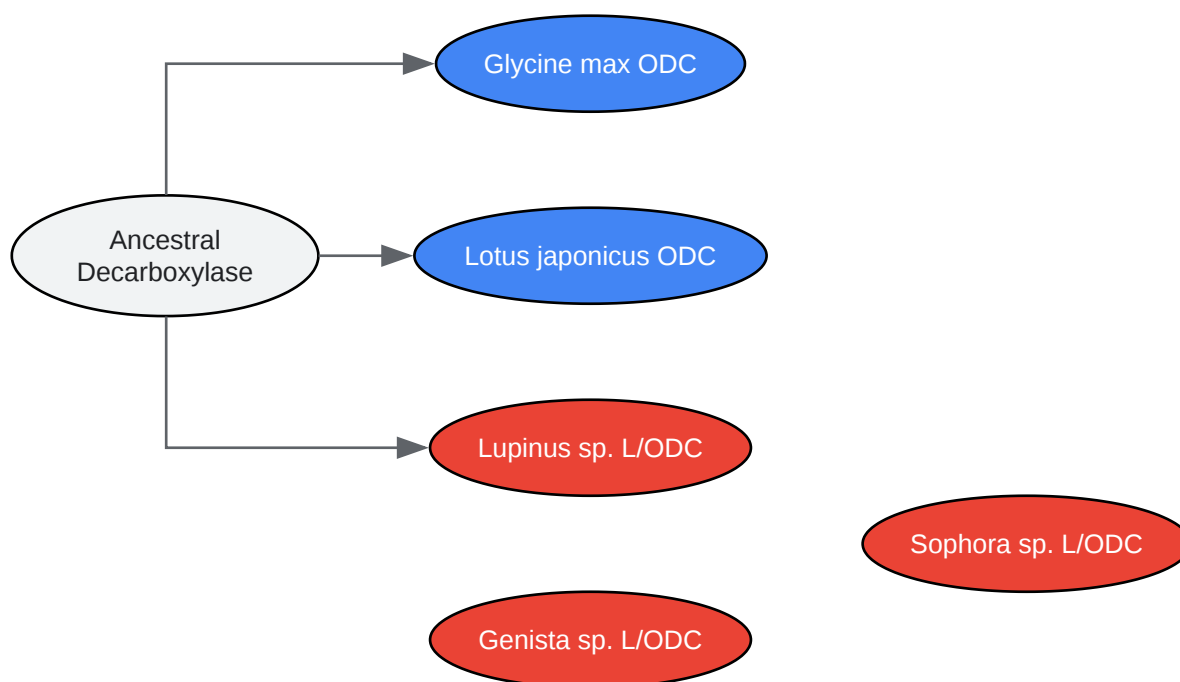 Glycine max ODC
Ancestral
Decarboxylase
Lotus japonicus ODC
Lupinus sp. L/ODC
Sophora sp. L/ODC
Genista sp. L/ODC